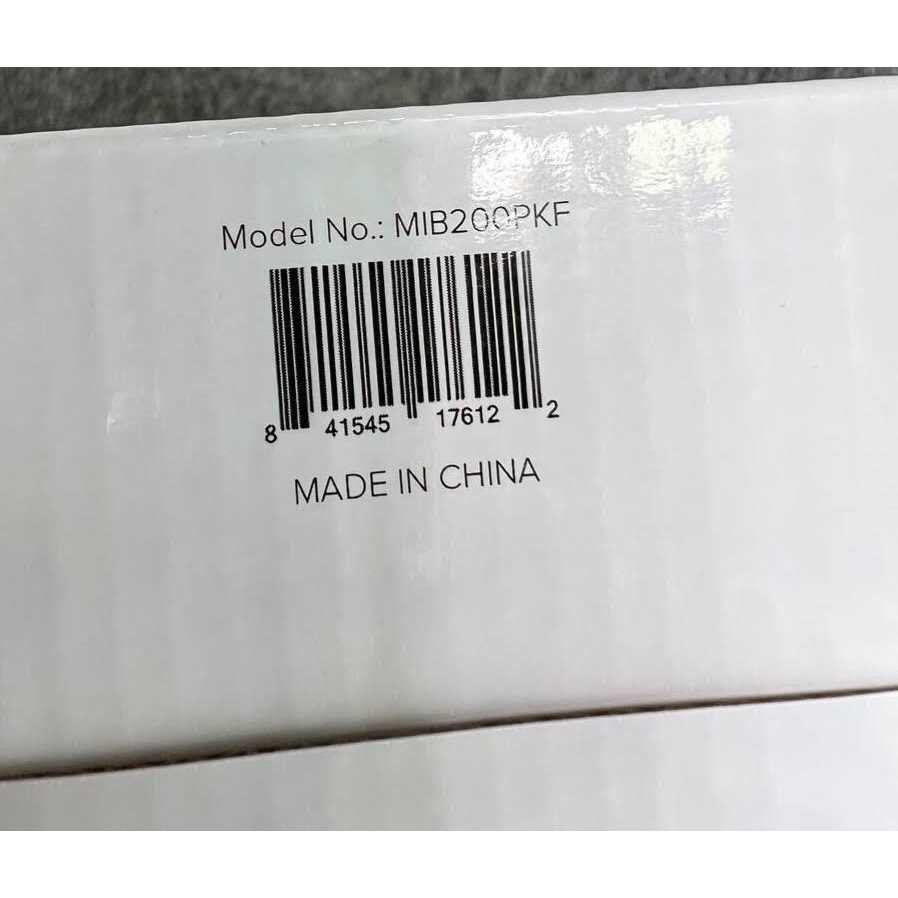 Model No.: MIB200PKF
8 41545 17612 2
MADE IN CHINA